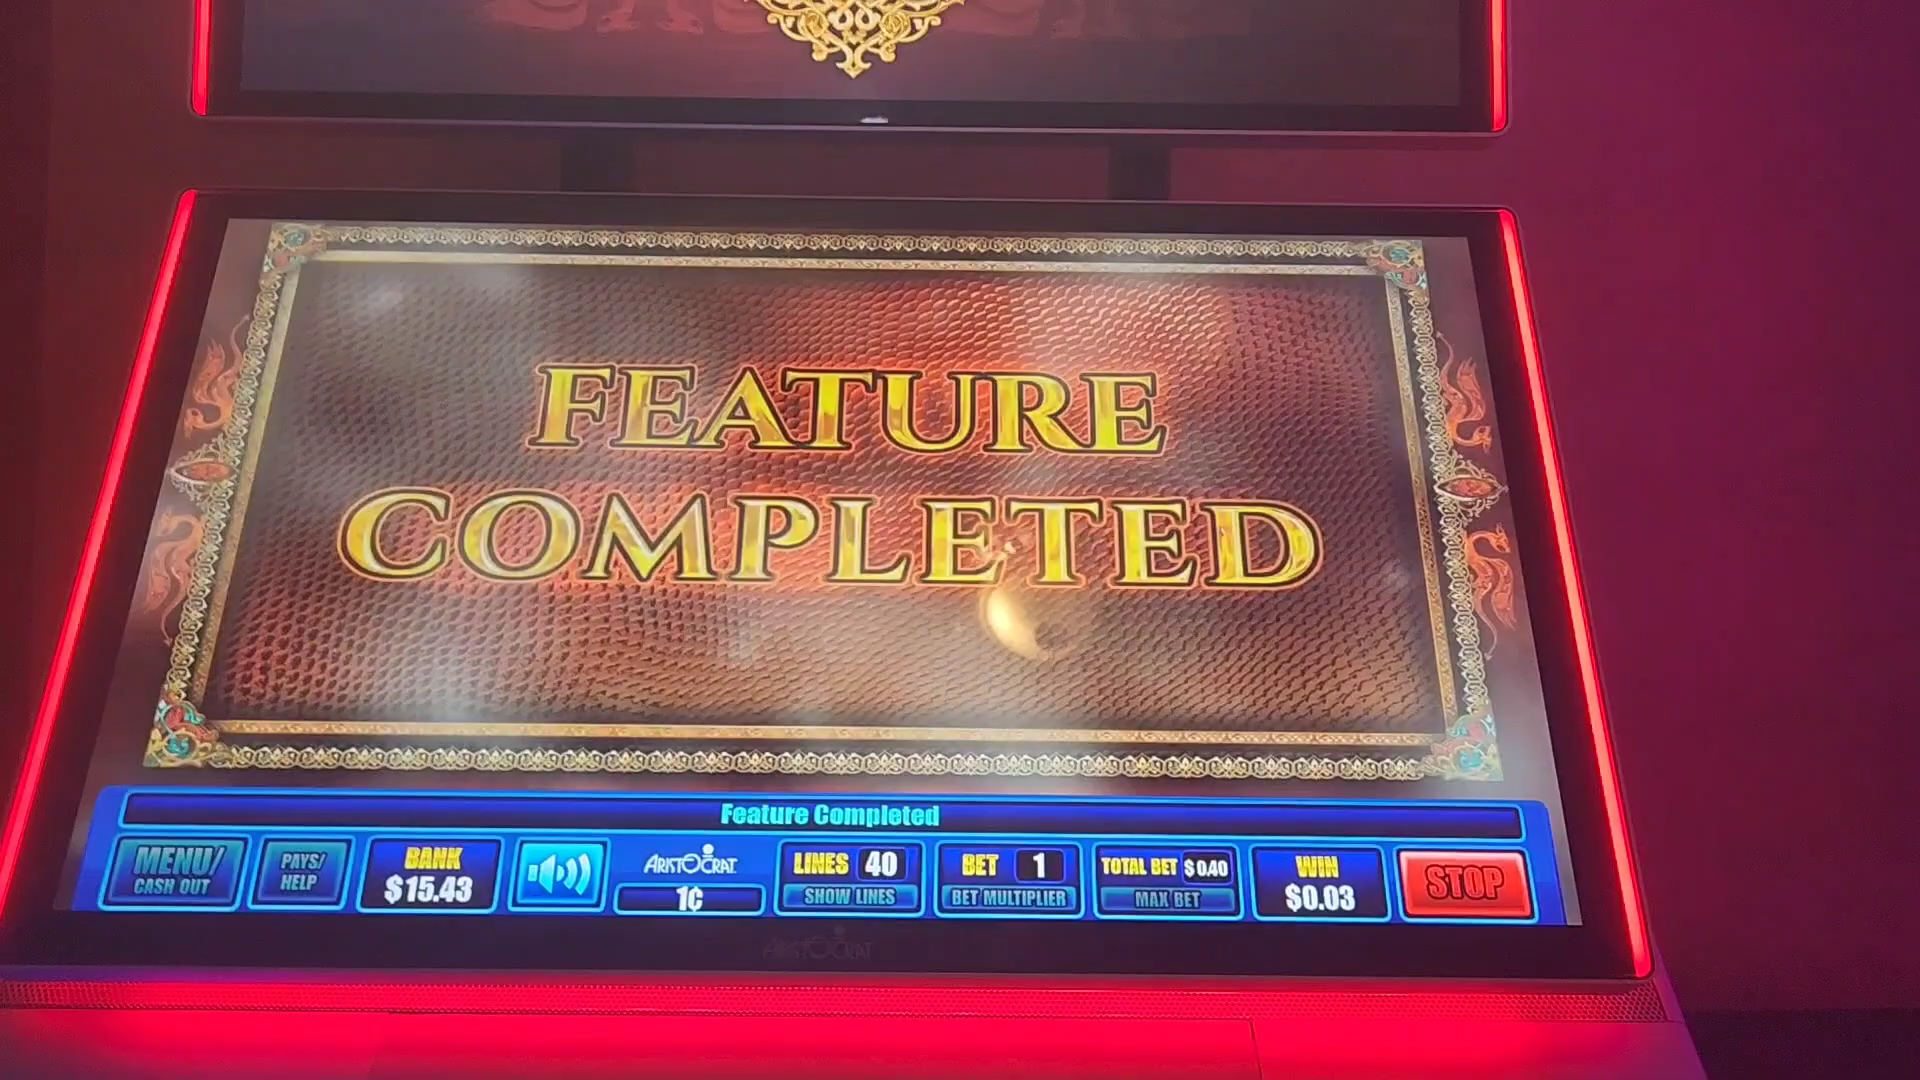 FEATURE
COMPLETED
Feature Completed
MENU/
CASH OUT
PAYS/
HELP
BANK
$15.43
ARISTOCRAT
1¢
LINES 40
SHOW LINES
BET 1
BET MULTIPLIER
TOTAL BET $0.40
MAX BET
WIN
$0.03
STOP
ARISTOCRAT